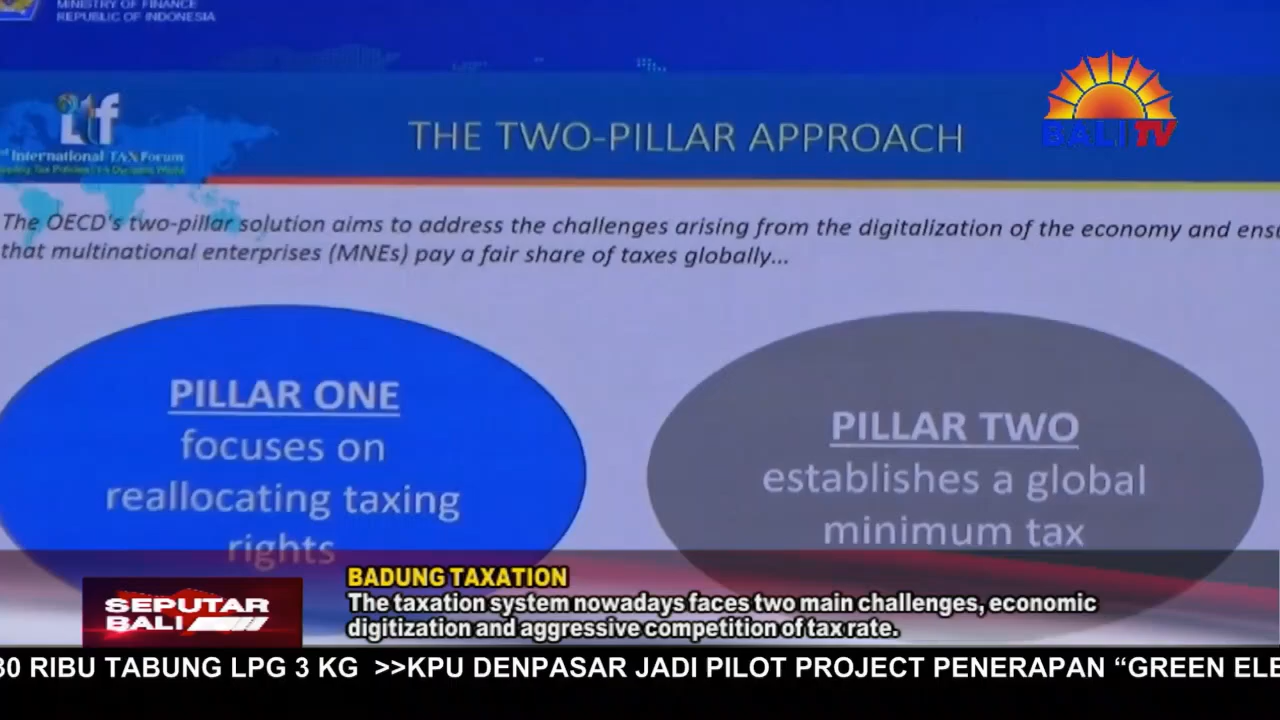 MINISTRY OF FINANCE
REPUBLIC OF INDONESIA
itf
International TAX Forum
THE TWO-PILLAR APPROACH
BALI TV
The OECD's two-pillar solution aims to address the challenges arising from the digitalization of the economy and ensu
that multinational enterprises (MNEs) pay a fair share of taxes globally...
PILLAR ONE
focuses on
reallocating taxing
rights
PILLAR TWO
establishes a global
minimum tax
BADUNG TAXATION
The taxation system nowadays faces two main challenges, economic
digitization and aggressive competition of tax rate.
SEPUTAR
BALI
30 RIBU TABUNG LPG 3 KG >>KPU DENPASAR JADI PILOT PROJECT PENERAPAN “GREEN ELE